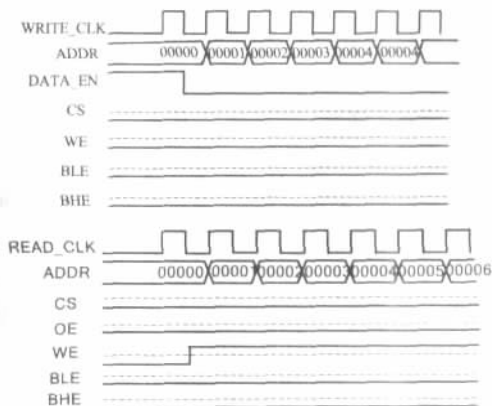 WRITE_CLK
ADDR 00000 00001 00002 00003 00004 00004
DATA_EN
CS
WE
BLE
BHE
READ_CLK
ADDR 00000 00001 00002 00003 00004 00005 00006
CS
OE
WE
BLE
BHE